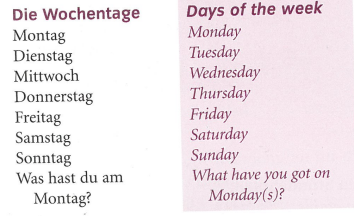 Die Wochentage
Montag
Dienstag
Mittwoch
Donnerstag
Freitag
Samstag
Sonntag
Was hast du am
Montag?
Days of the week
Monday
Tuesday
Wednesday
Thursday
Friday
Saturday
Sunday
What have you got on
Monday(s)?